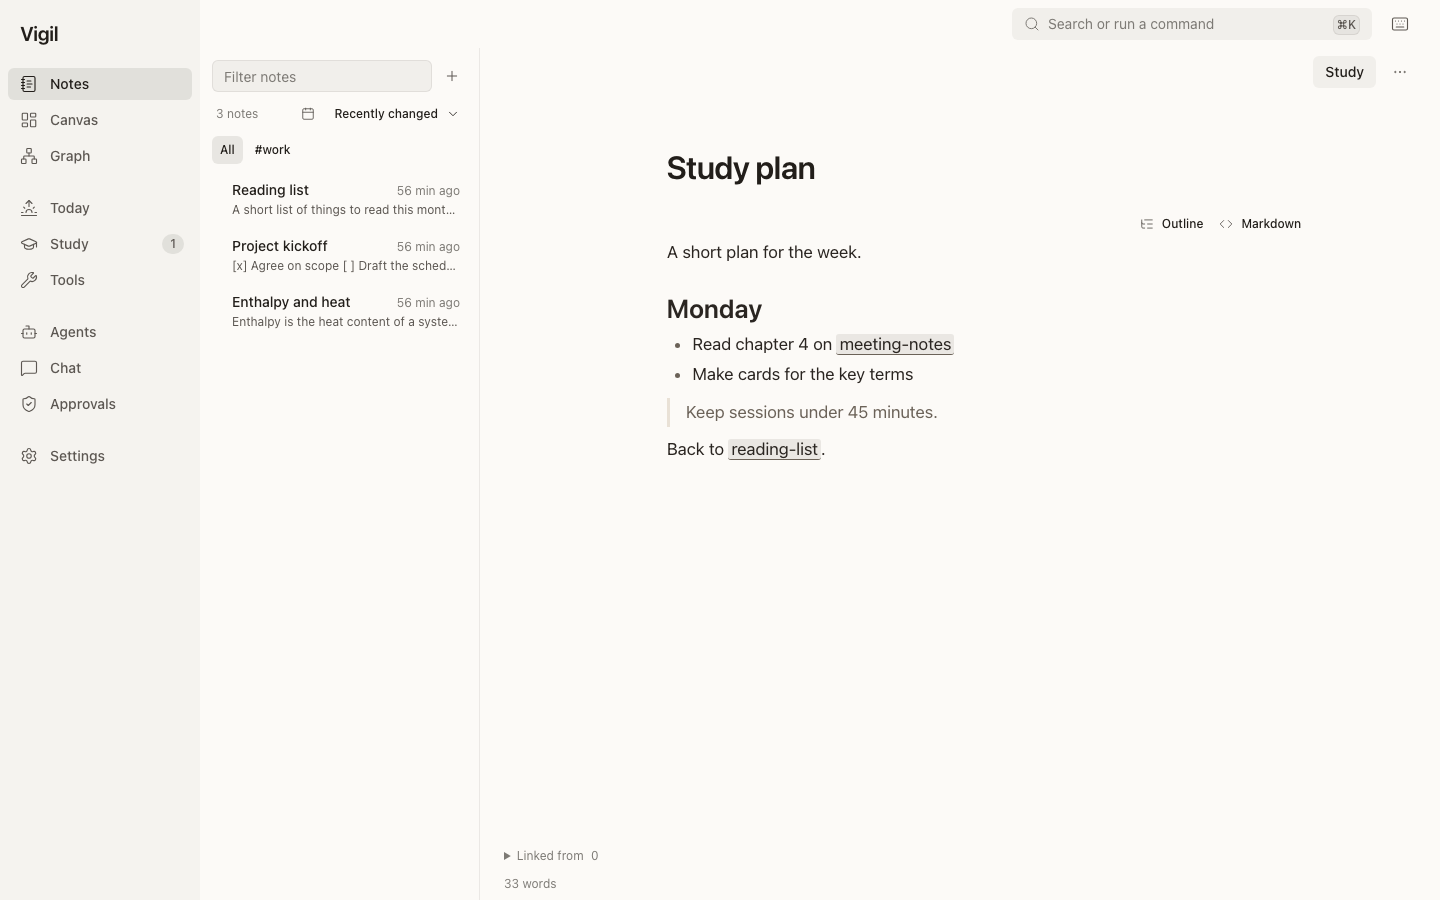 Vigil
Search or run a command ⌘K
Notes
Canvas
Graph
Today
Study 1
Tools
Agents
Chat
Approvals
Settings
Filter notes
3 notes Recently changed
All #work
Reading list 56 min ago
A short list of things to read this mont...
Project kickoff 56 min ago
[x] Agree on scope [ ] Draft the sched...
Enthalpy and heat 56 min ago
Enthalpy is the heat content of a syste...
Study
Study plan
Outline Markdown
A short plan for the week.
Monday
Read chapter 4 on meeting-notes
Make cards for the key terms
Keep sessions under 45 minutes.
Back to reading-list.
Linked from 0
33 words